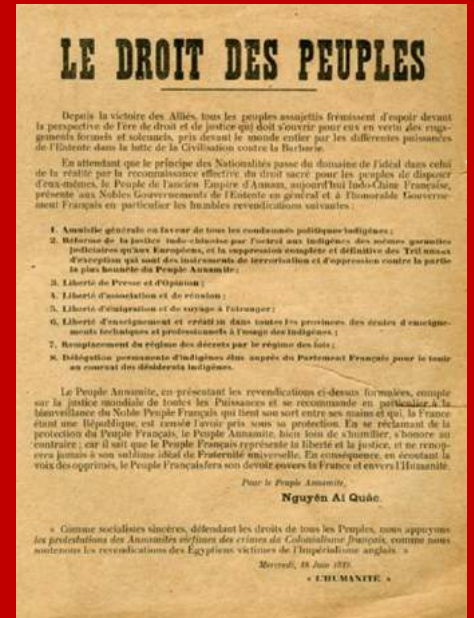 LE DROIT DES PEUPLES
Depuis la victoire des Alliés, tous les peuples assujettis frémissent d'espoir devant
la perspective de l'ère de droit et de justice qui doit s'ouvrir pour eux en vertu des enga-
gements formels et solennels, pris devant le monde entier par les différentes puissances
de l'Entente dans la lutte de la Civilisation contre la Barbarie.
En attendant que le principe des Nationalités passe du domaine de l'idéal dans celui
de la réalité par la reconnaissance effective du droit sacré pour les peuples de disposer
d'eux-mêmes, le Peuple de l'ancien Empire d'Annam, aujourd'hui Indo-Chine Française,
présente aux Nobles Gouvernements de l'Entente en général et à l'honorable Gouverne-
ment Français en particulier les humbles revendications suivantes :
1. Amnistie générale en faveur de tous les condamnés politiques indigènes ;
2. Réforme de la justice indo-chinoise par l'octroi aux indigènes des mêmes garanties
judiciaires qu'aux Européens, et la suppression complète et définitive des Tribunaux
d'exception qui sont des instruments de terrorisation et d'oppression contre la partie
la plus honnête du Peuple Annamite ;
3. Liberté de Presse et d'Opinion ;
4. Liberté d'association et de réunion ;
5. Liberté d'émigration et de voyage à l'étranger ;
6. Liberté d'enseignement et création dans toutes les provinces des écoles d'enseigne-
ments techniques et professionnels à l'usage des indigènes ;
7. Remplacement du régime des décrets par le régime des lois ;
8. Délégation permanente d'indigènes élus auprès du Parlement Français pour le tenir
au courant des désiderata indigènes.
Le Peuple Annamite, en présentant les revendications ci-dessus formulées, compte
sur la justice mondiale de toutes les Puissances et se recommande en particulier à la
bienveillance du Noble Peuple Français qui tient son sort entre ses mains et qui, la France
étant une République, est censée l'avoir pris sous sa protection. En se réclamant de la
protection du Peuple Français, le Peuple Annamite, bien loin de s'humilier, s'honore au
contraire ; car il sait que le Peuple Français représente la liberté et la justice, et ne renon-
cera jamais à son sublime idéal de Fraternité universelle. En conséquence, en écoutant la
voix des opprimés, le Peuple Français fera son devoir envers la France et envers l'Humanité.
Pour le Peuple Annamite,
Nguyên Aï Quâc.
« Comme socialistes sincères, défendant les droits de tous les Peuples, nous appuyons
les protestations des Annamites victimes des crimes du Colonialisme français, comme nous
soutenons les revendications des Égyptiens victimes de l'Impérialisme anglais. »
Mercredi, 18 Juin 1919.
« L'HUMANITÉ. »